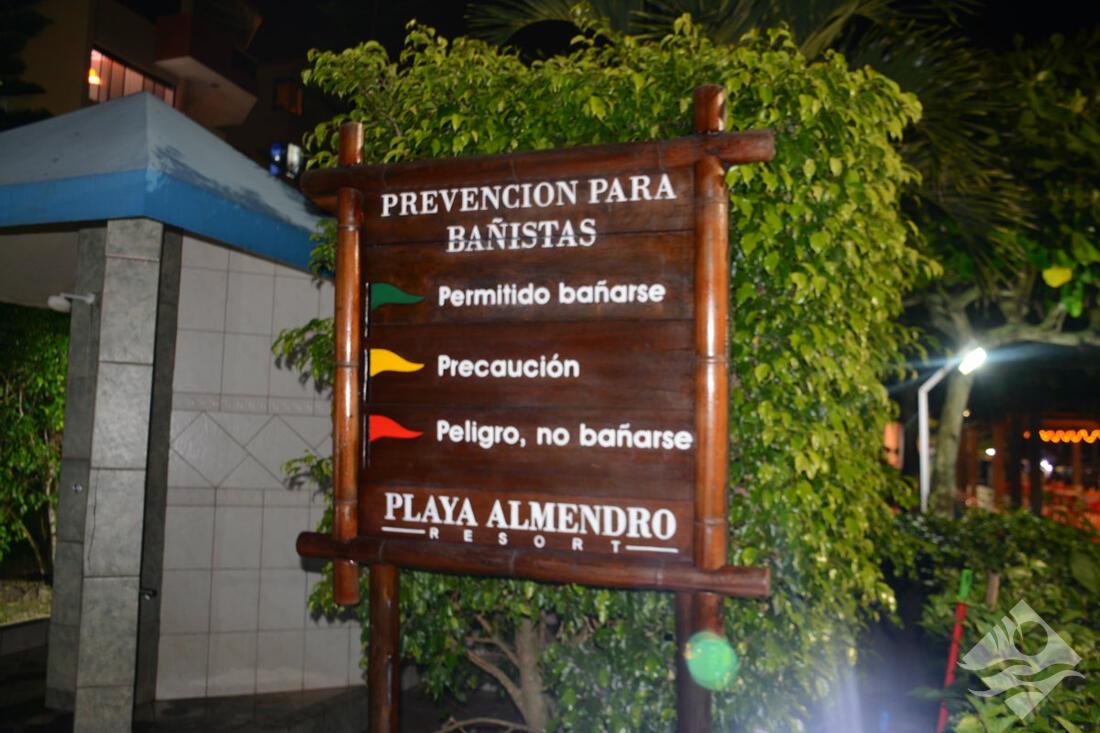 PREVENCION PARA
BAÑISTAS
Permitido bañarse
Precaución
Peligro, no bañarse
PLAYA ALMENDRO
RESORT